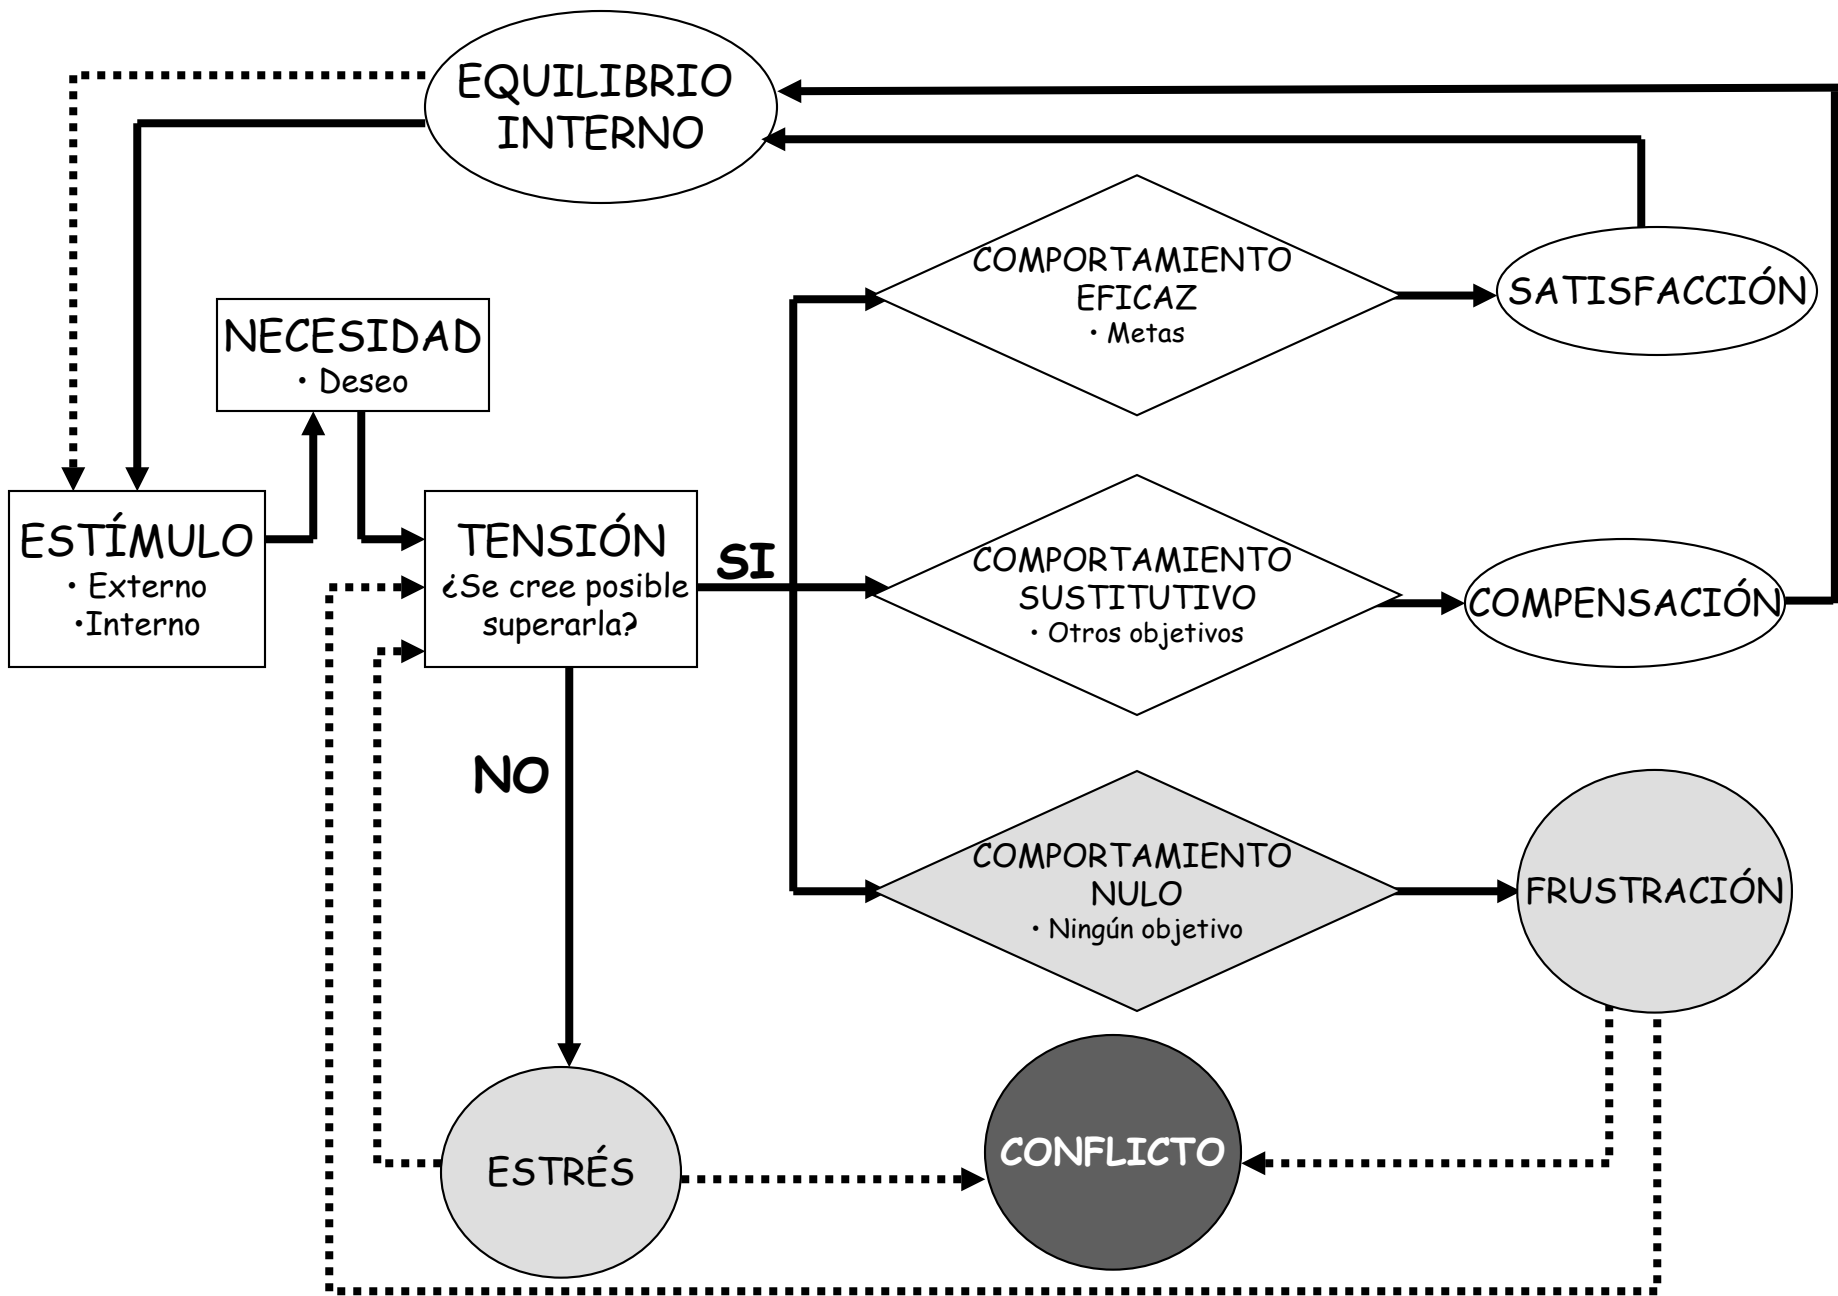 EQUILIBRIO
INTERNO
COMPORTAMIENTO
EFICAZ
• Metas
SATISFACCIÓN
NECESIDAD
• Deseo
ESTÍMULO
• Externo
•Interno
TENSIÓN
¿Se cree posible
superarla?
SI
COMPORTAMIENTO
SUSTITUTIVO
• Otros objetivos
COMPENSACIÓN
NO
COMPORTAMIENTO
NULO
• Ningún objetivo
FRUSTRACIÓN
ESTRÉS
CONFLICTO